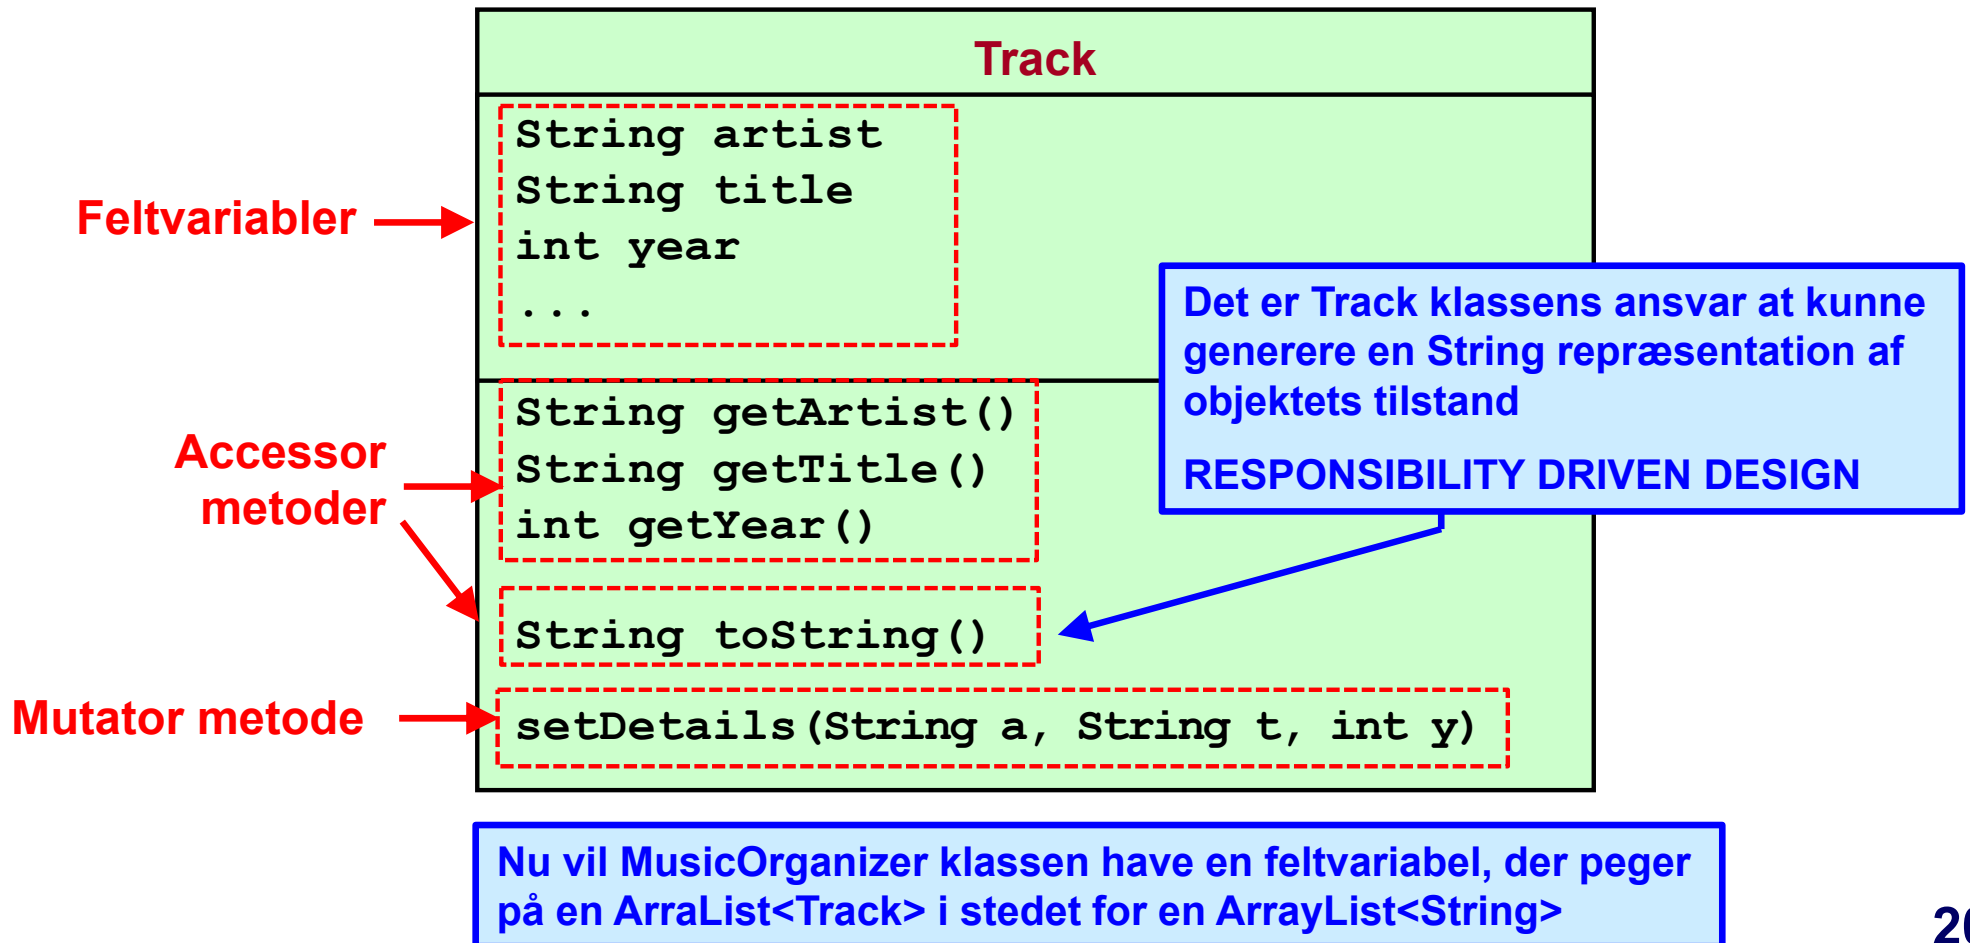 Track
Feltvariabler
String artist
String title
int year
...
Det er Track klassens ansvar at kunne
generere en String repræsentation af
objektets tilstand
RESPONSIBILITY DRIVEN DESIGN
Accessor
metoder
String getArtist()
String getTitle()
int getYear()
String toString()
Mutator metode
setDetails(String a, String t, int y)
Nu vil MusicOrganizer klassen have en feltvariabel, der peger
på en ArraList<Track> i stedet for en ArrayList<String>